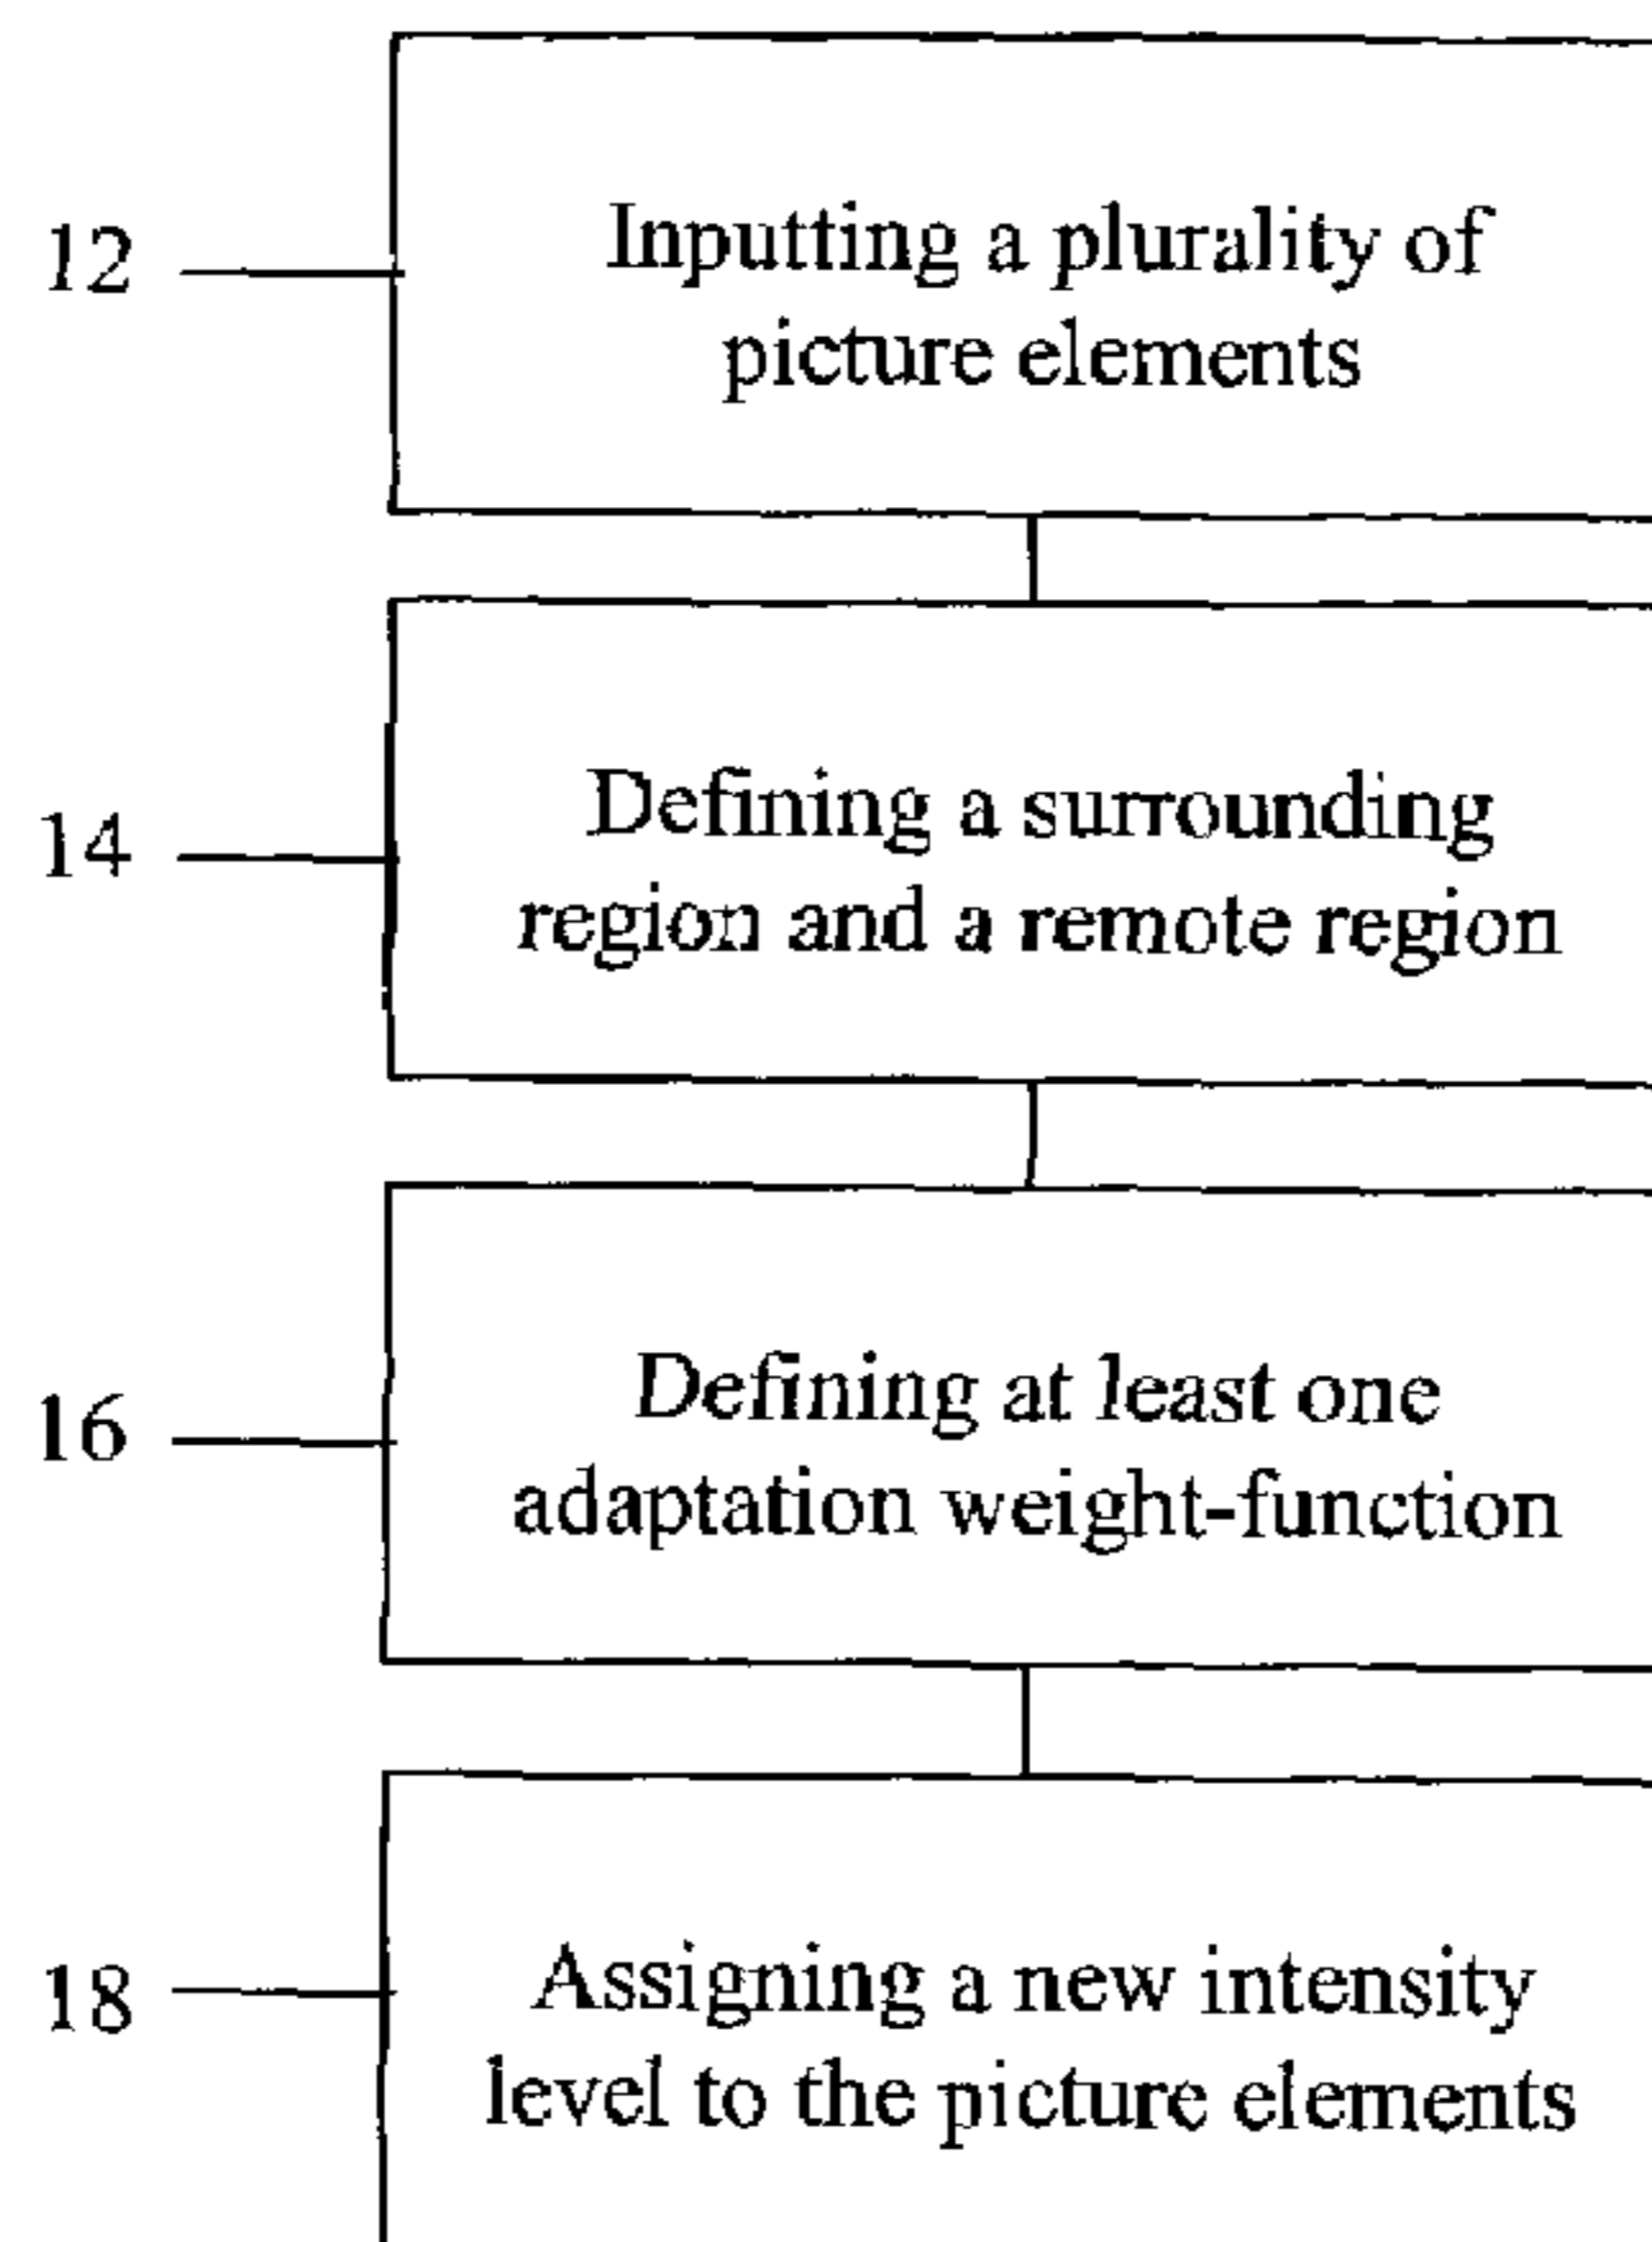 12
Inputting a plurality of
picture elements
14
Defining a surrounding
region and a remote region
16
Defining at least one
adaptation weight-function
18
Assigning a new intensity
level to the picture elements